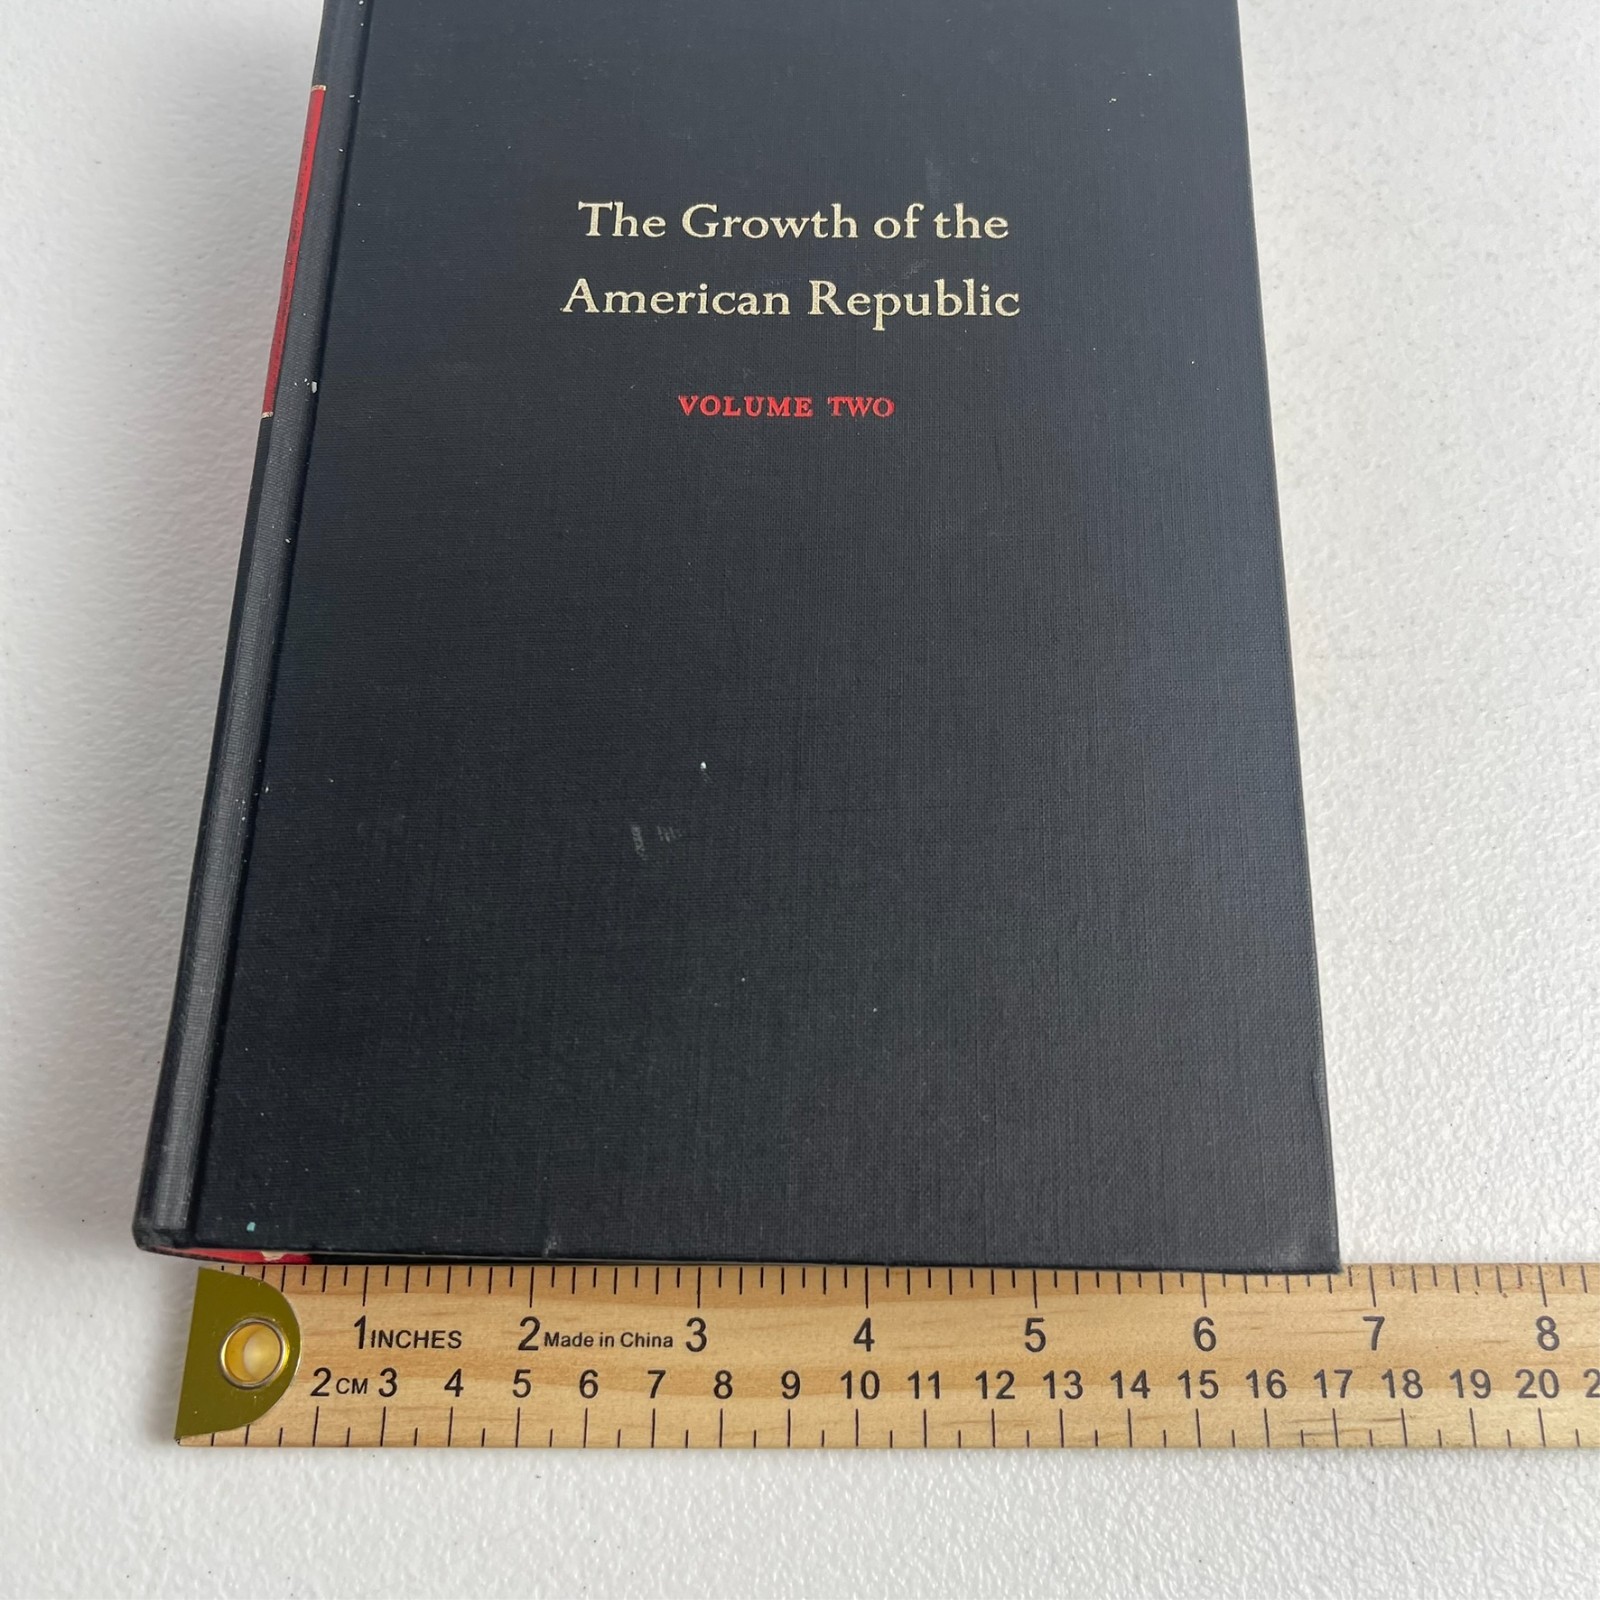 The Growth of the
American Republic
VOLUME TWO
1 INCHES 2 Made in China 3 4 5 6 7 8
2 CM 3 4 5 6 7 8 9 10 11 12 13 14 15 16 17 18 19 20